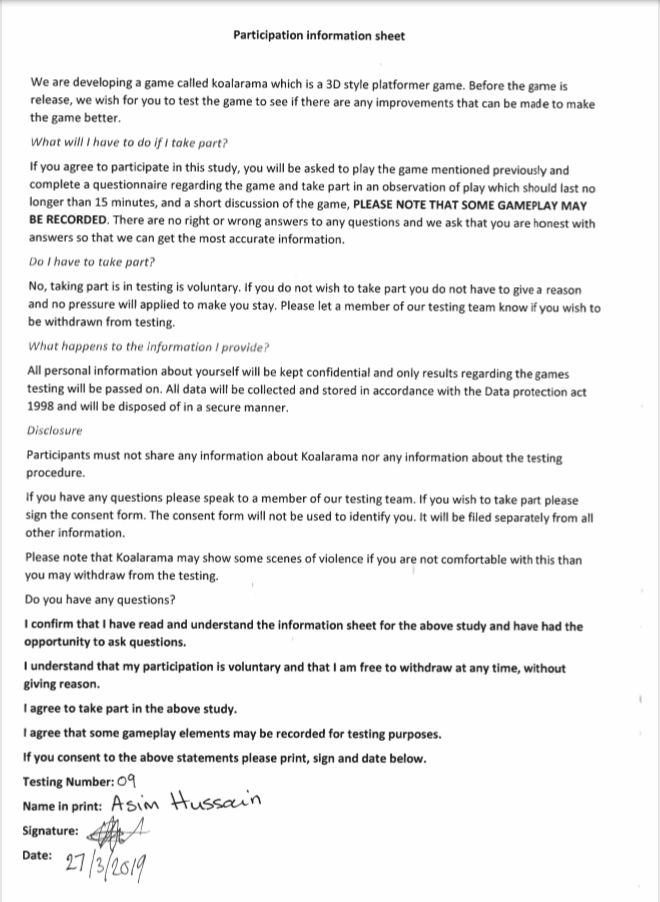 Participation information sheet
We are developing a game called koalarama which is a 3D style platformer game. Before the game is
release, we wish for you to test the game to see if there are any improvements that can be made to make
the game better.
What will I have to do if I take part?
If you agree to participate in this study, you will be asked to play the game mentioned previously and
complete a questionnaire regarding the game and take part in an observation of play which should last no
longer than 15 minutes, and a short discussion of the game, PLEASE NOTE THAT SOME GAMEPLAY MAY
BE RECORDED. There are no right or wrong answers to any questions and we ask that you are honest with
answers so that we can get the most accurate information.
Do I have to take part?
No, taking part is in testing is voluntary. If you do not wish to take part you do not have to give a reason
and no pressure will applied to make you stay. Please let a member of our testing team know if you wish to
be withdrawn from testing.
What happens to the information I provide?
All personal information about yourself will be kept confidential and only results regarding the games
testing will be passed on. All data will be collected and stored in accordance with the Data protection act
1998 and will be disposed of in a secure manner.
Disclosure
Participants must not share any information about Koalarama nor any information about the testing
procedure.
If you have any questions please speak to a member of our testing team. If you wish to take part please
sign the consent form. The consent form will not be used to identify you. It will be filed separately from all
other information.
Please note that Koalarama may show some scenes of violence if you are not comfortable with this than
you may withdraw from the testing.
Do you have any questions?
I confirm that I have read and understand the information sheet for the above study and have had the
opportunity to ask questions.
I understand that my participation is voluntary and that I am free to withdraw at any time, without
giving reason.
I agree to take part in the above study.
I agree that some gameplay elements may be recorded for testing purposes.
If you consent to the above statements please print, sign and date below.
Testing Number: 09
Name in print: Asim Hussain
Signature:
Date: 27/3/2019